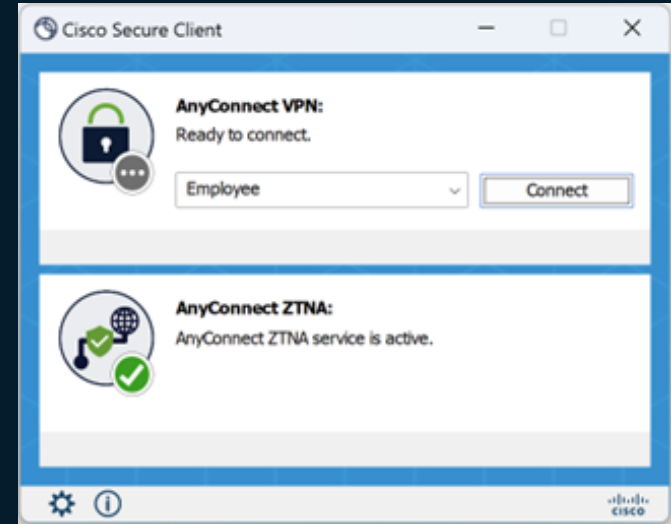 Cisco Secure Client
AnyConnect VPN:
Ready to connect.
Employee
Connect
AnyConnect ZTNA:
AnyConnect ZTNA service is active.
CISCO